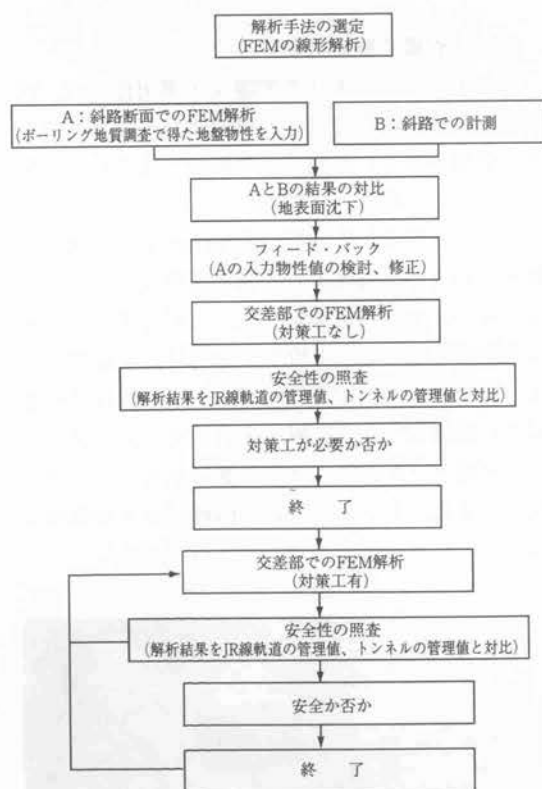 解析手法の選定
(FEMの線形解析)
A：斜路断面でのFEM解析
(ボーリング地質調査で得た地盤物性を入力)
B：斜路での計測
AとBの結果の対比
(地表面沈下)
フィード・バック
(Aの入力物性値の検討、修正)
交差部でのFEM解析
(対策工なし)
安全性の照査
(解析結果をJR線軌道の管理値、トンネルの管理値と対比)
対策工が必要か否か
終　了
交差部でのFEM解析
(対策工有)
安全性の照査
(解析結果をJR線軌道の管理値、トンネルの管理値と対比)
安全か否か
終　了